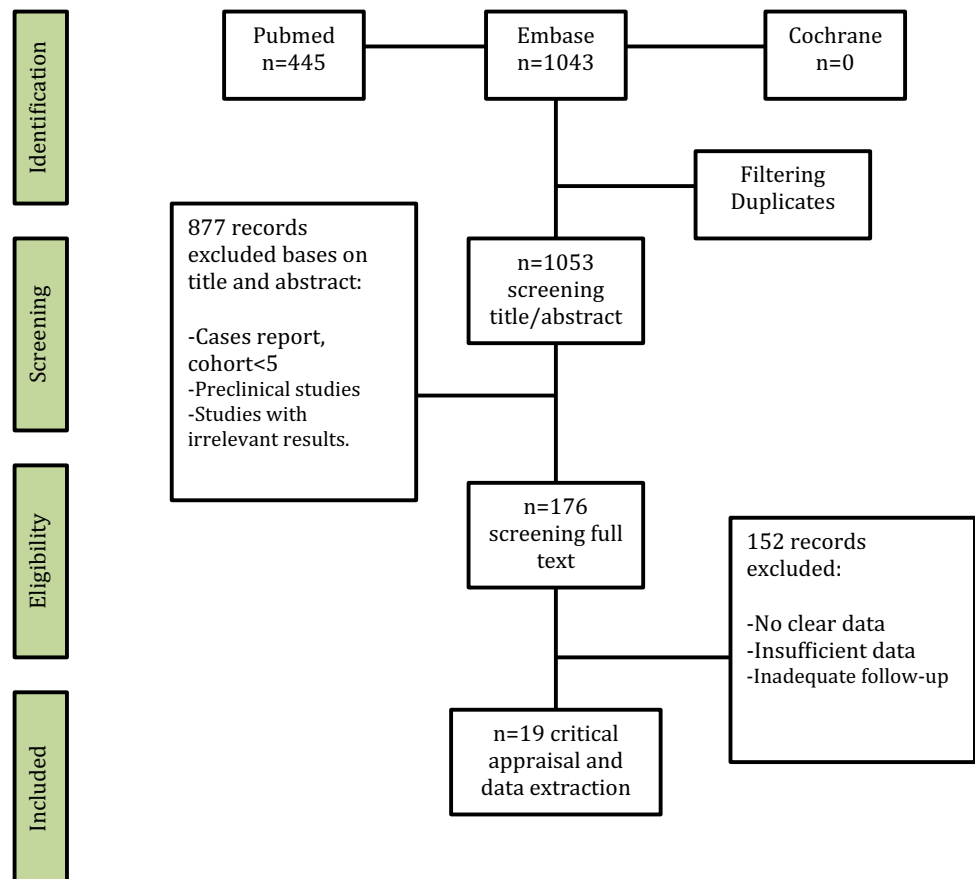 Identification
Pubmed
n=445
Embase
n=1043
Cochrane
n=0
Filtering
Duplicates
Screening
877 records
excluded bases on
title and abstract:
-Cases report,
cohort<5
-Preclinical studies
-Studies with
irrelevant results.
n=1053
screening
title/abstract
Eligibility
n=176
screening full
text
152 records
excluded:
-No clear data
-Insufficient data
-Inadequate follow-up
Included
n=19 critical
appraisal and
data extraction